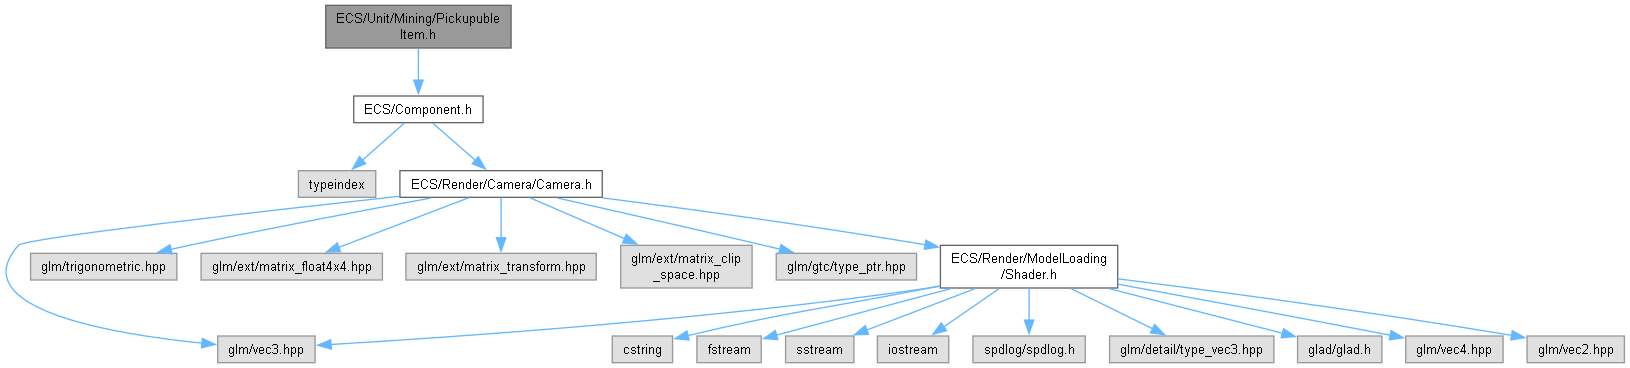 ECS/Unit/Mining/Pickupuble
Item.h
ECS/Component.h
typeindex
ECS/Render/Camera/Camera.h
glm/trigonometric.hpp
glm/ext/matrix_float4x4.hpp
glm/ext/matrix_transform.hpp
glm/ext/matrix_clip
_space.hpp
glm/gtc/type_ptr.hpp
ECS/Render/ModelLoading
/Shader.h
glm/vec3.hpp
cstring
fstream
sstream
iostream
spdlog/spdlog.h
glm/detail/type_vec3.hpp
glad/glad.h
glm/vec4.hpp
glm/vec2.hpp